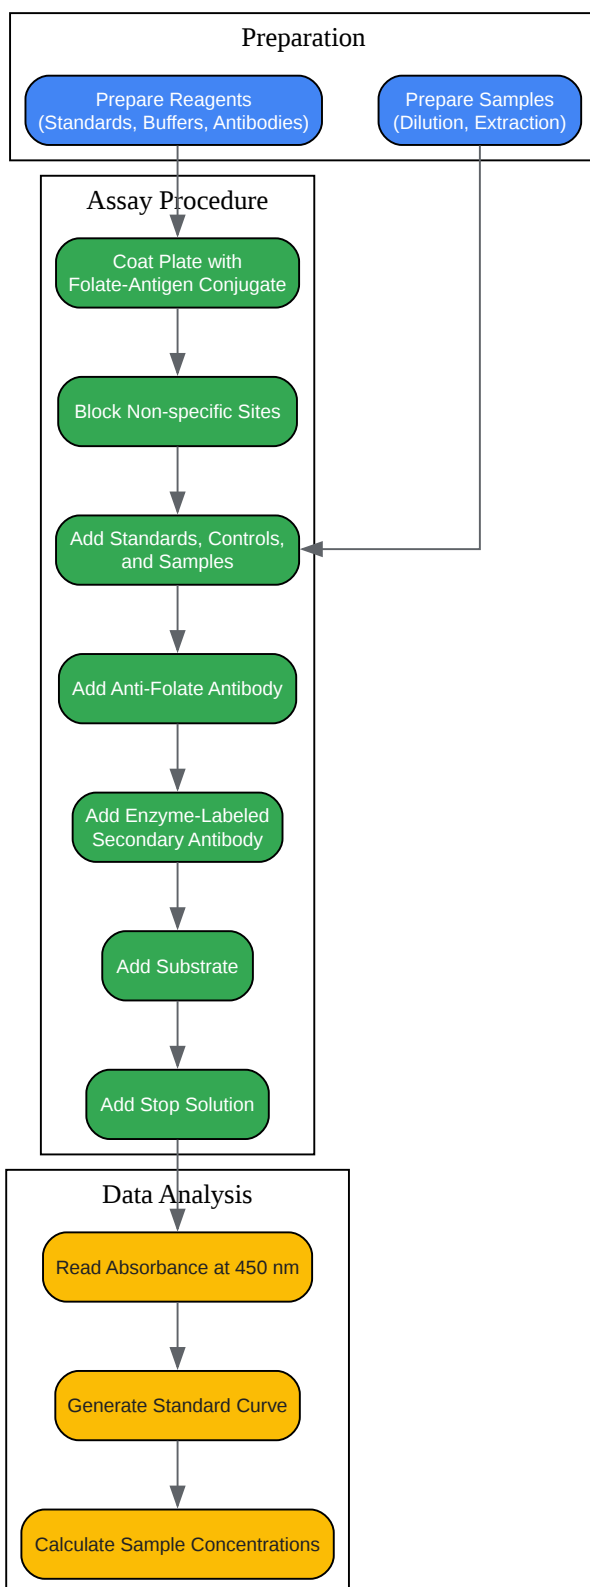 Preparation
Prepare Reagents
(Standards, Buffers, Antibodies)
Prepare Samples
(Dilution, Extraction)
Assay Procedure
Coat Plate with
Folate-Antigen Conjugate
Block Non-specific Sites
Add Standards, Controls,
and Samples
Add Anti-Folate Antibody
Add Enzyme-Labeled
Secondary Antibody
Add Substrate
Add Stop Solution
Data Analysis
Read Absorbance at 450 nm
Generate Standard Curve
Calculate Sample Concentrations